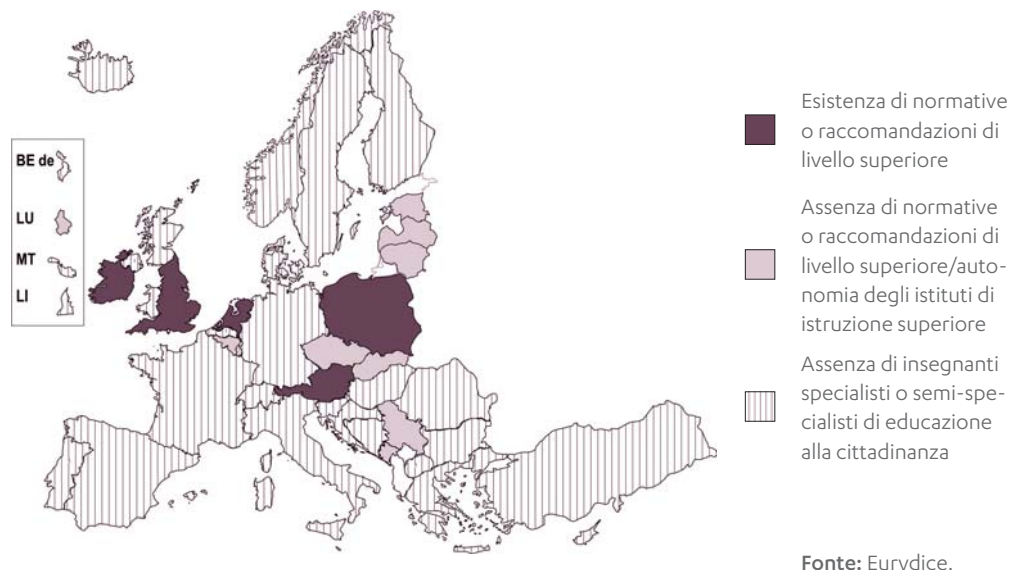 BE de
LU
MT
LI
Esistenza di normative
o raccomandazioni di
livello superiore
Assenza di normative
o raccomandazioni di
livello superiore/auto-
nomia degli istituti di
istruzione superiore
Assenza di insegnanti
specialisti o semi-spe-
cialisti di educazione
alla cittadinanza
Fonte: Eurydice.